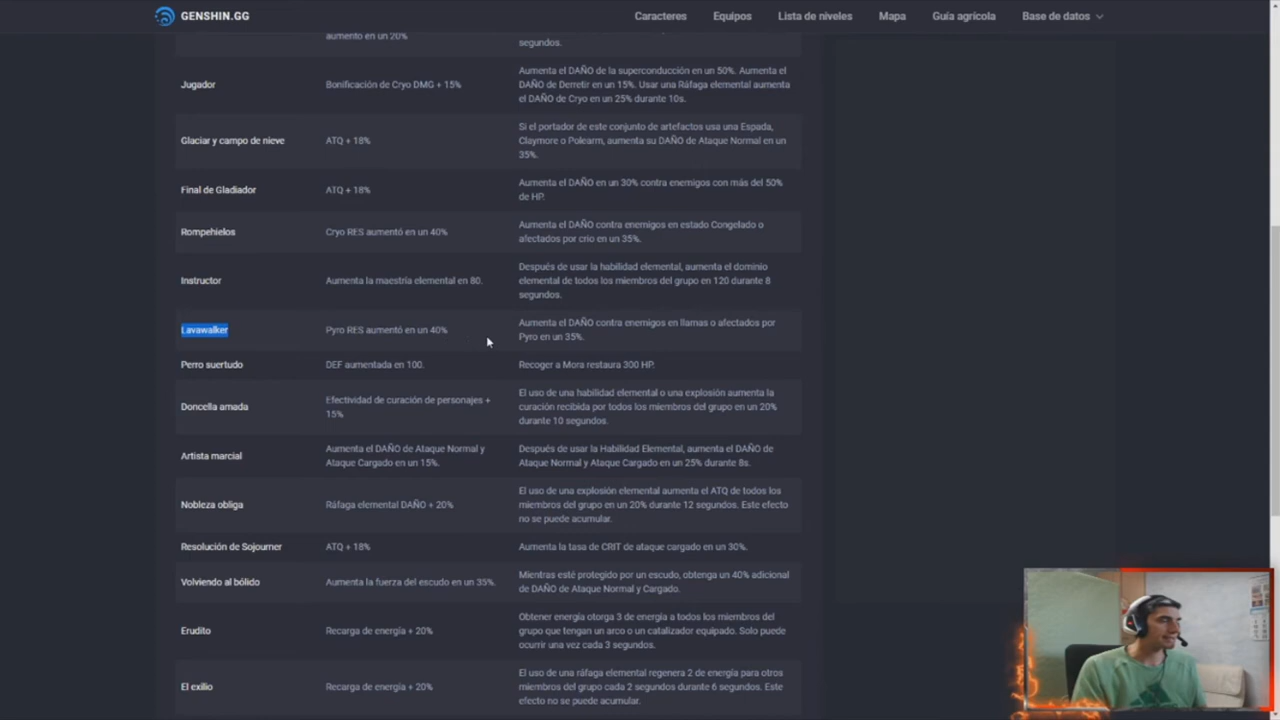 GENSHIN.GG
Caracteres
Equipos
Lista de niveles
Mapa
Guía agrícola
Base de datos
aumento en un 20%
segundos.
Jugador
Bonificación de Cryo DMG + 15%
Aumenta el DAÑO de la superconducción en un 50%. Aumenta el
DAÑO de Derretir en un 15%. Usar una Ráfaga elemental aumenta
el DAÑO de Cryo en un 25% durante 10s.
Glaciar y campo de nieve
ATQ + 18%
Si el portador de este conjunto de artefactos usa una Espada,
Claymore o Polearm, aumenta su DAÑO de Ataque Normal en un
35%.
Final de Gladiador
ATQ + 18%
Aumenta el DAÑO en un 30% contra enemigos con más del 50%
de HP.
Rompehielos
Cryo RES aumentó en un 40%
Aumenta el DAÑO contra enemigos en estado Congelado o
afectados por crio en un 35%.
Instructor
Aumenta la maestría elemental en 80.
Después de usar la habilidad elemental, aumenta el dominio
elemental de todos los miembros del grupo en 120 durante 8
segundos.
Lavawalker
Pyro RES aumentó en un 40%
Aumenta el DAÑO contra enemigos en llamas o afectados por
Pyro en un 35%.
Perro suertudo
DEF aumentada en 100.
Recoger a Mora restaura 300 HP.
Doncella amada
Efectividad de curación de personajes +
15%
El uso de una habilidad elemental o una explosión aumenta la
curación recibida por todos los miembros del grupo en un 20%
durante 10 segundos.
Artista marcial
Aumenta el DAÑO de Ataque Normal y
Ataque Cargado en un 15%.
Después de usar la Habilidad Elemental, aumenta el DAÑO de
Ataque Normal y Ataque Cargado en un 25% durante 8s.
Nobleza obliga
Ráfaga elemental DAÑO + 20%
El uso de una explosión elemental aumenta el ATQ de todos los
miembros del grupo en un 20% durante 12 segundos. Este efecto
no se puede acumular.
Resolución de Sojourner
ATQ + 18%
Aumenta la tasa de CRIT de ataque cargado en un 30%.
Volviendo al bólido
Aumenta la fuerza del escudo en un 35%.
Mientras esté protegido por un escudo, obtenga un 40% adicional
de DAÑO de Ataque Normal y Cargado.
Erudito
Recarga de energía + 20%
Obtener energía otorga 3 de energía a todos los miembros del
grupo que tengan un arco o un catalizador equipado. Solo puede
ocurrir una vez cada 3 segundos.
El exilio
Recarga de energía + 20%
El uso de una ráfaga elemental regenera 2 de energía para otros
miembros del grupo cada 2 segundos durante 6 segundos. Este
efecto no se puede acumular.